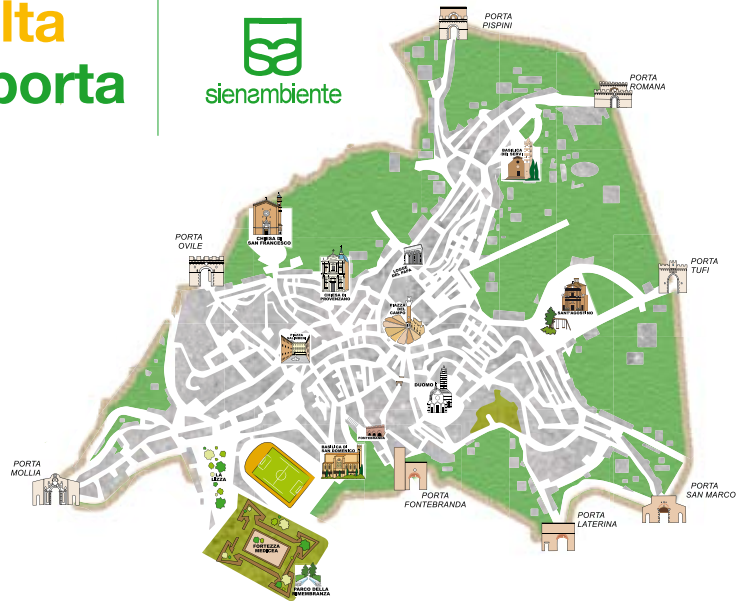 lta
porta
sienambiente
PORTA
PISPINI
PORTA
ROMANA
BASILICA
DEI SERVI
CHIESA DI
SAN FRANCESCO
PORTA
OVILE
CHIESA DI
PROVENZANO
LOGGE
DEL PAPA
PORTA
TUFI
SANT'AGOSTINO
PIAZZA
DEL
CAMPO
PIAZZA
DUOMO
FONTEBRANDA
BASILICA DI
SAN DOMENICO
PORTA
MOLLIA
LA
LIZZA
PORTA
FONTEBRANDA
PORTA
SAN MARCO
PORTA
LATERINA
FORTEZZA
MEDICEA
PARCO DELLA
RIMEMBRANZA